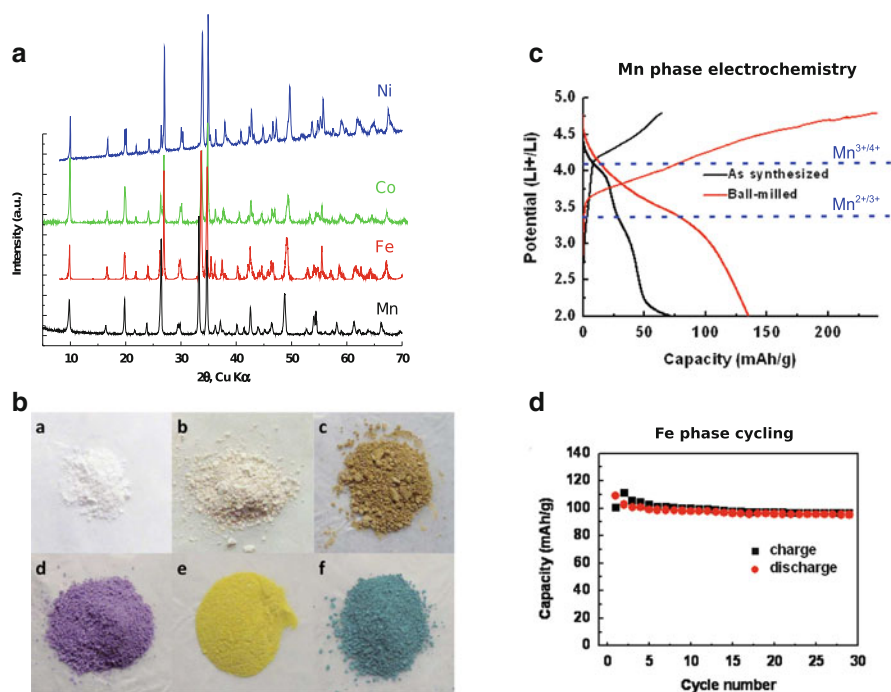 a
Ni
Co
Fe
Mn
Intensity (a.u.)
10 20 30 40 50 60 70
2θ, Cu Kα
b
a b c
d e f
c
Mn phase electrochemistry
Potential (Li+/Li)
5.0
4.5
4.0
3.5
3.0
2.5
2.0
Mn3+/4+
As synthesized
Ball-milled
Mn2+/3+
0 50 100 150 200
Capacity (mAh/g)
d
Fe phase cycling
Capacity (mAh/g)
140
120
100
80
60
40
20
0
charge
discharge
0 5 10 15 20 25 30
Cycle number